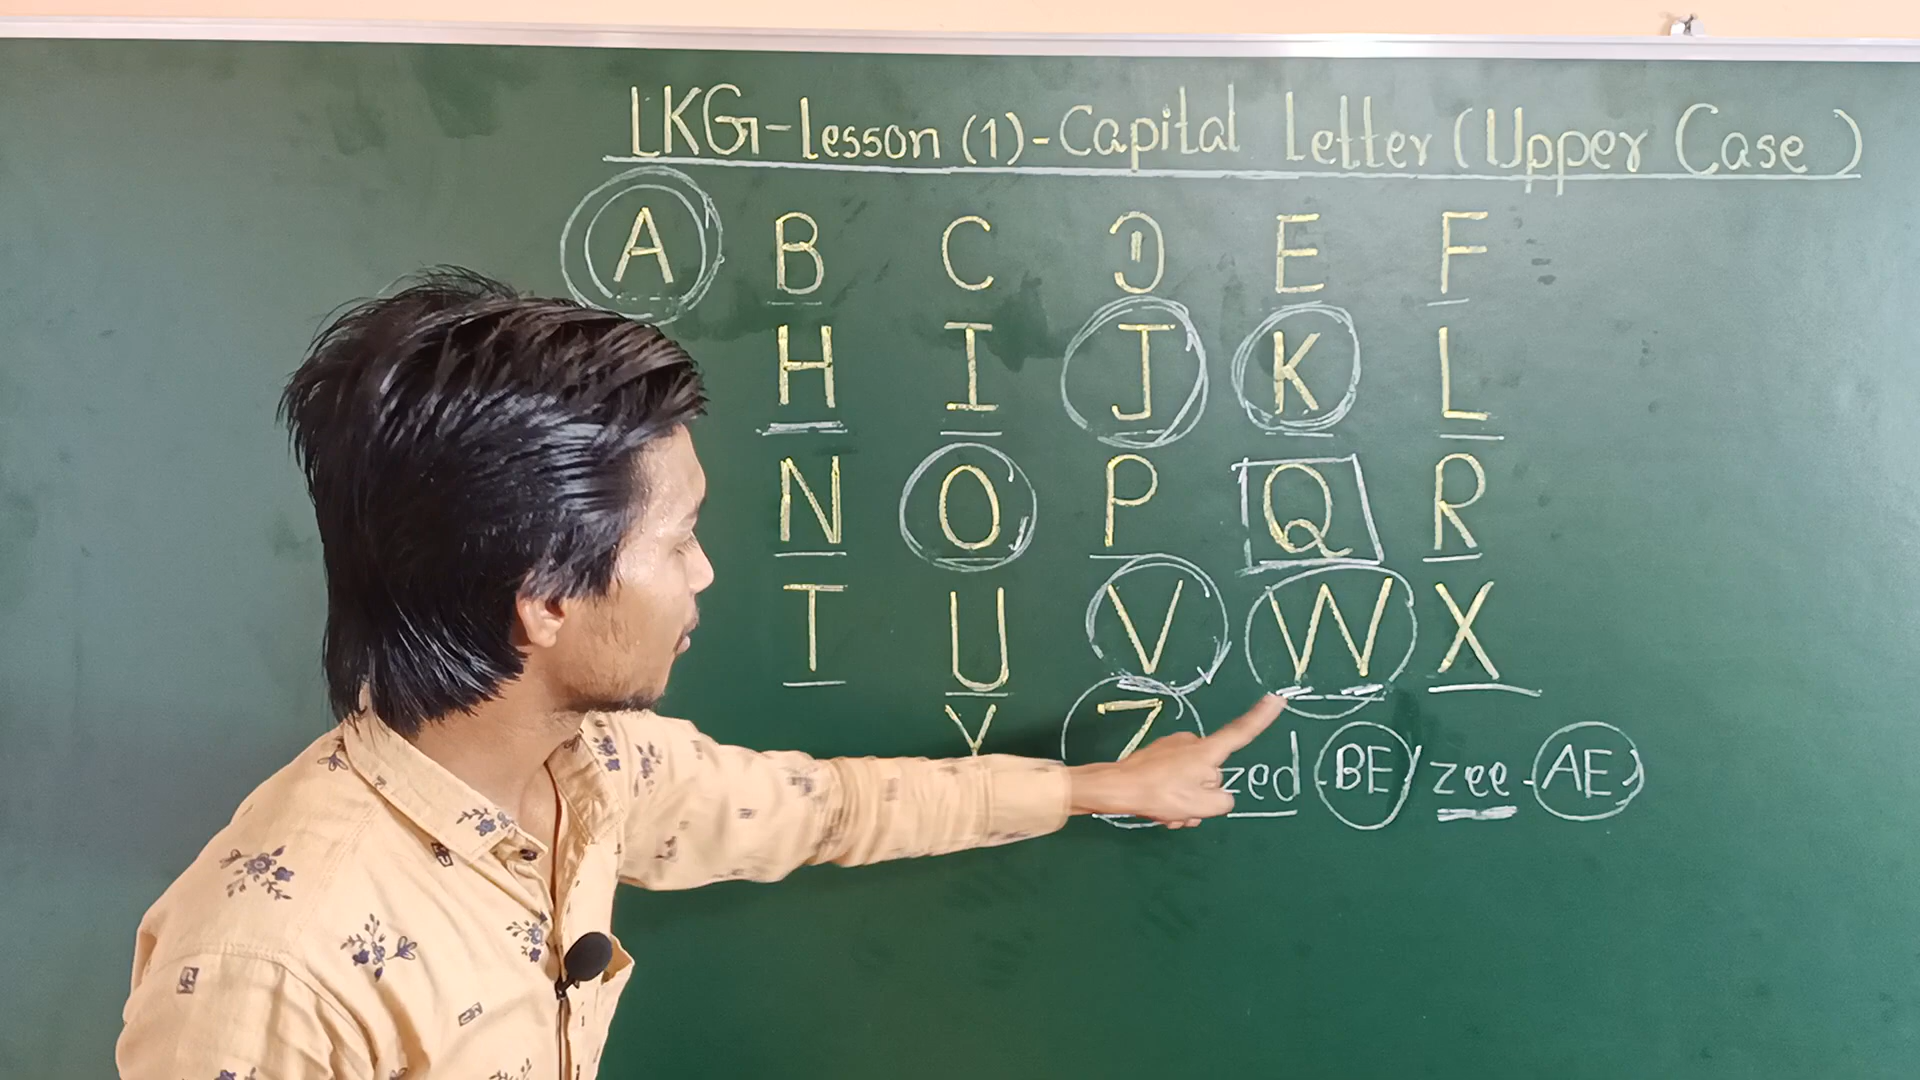 LKG-Lesson (1)-Capital Letter (Upper Case)
A B C D E F
H I J K L
N O P Q R
T U V W X
Y Z zed-BE/ zee-AE)